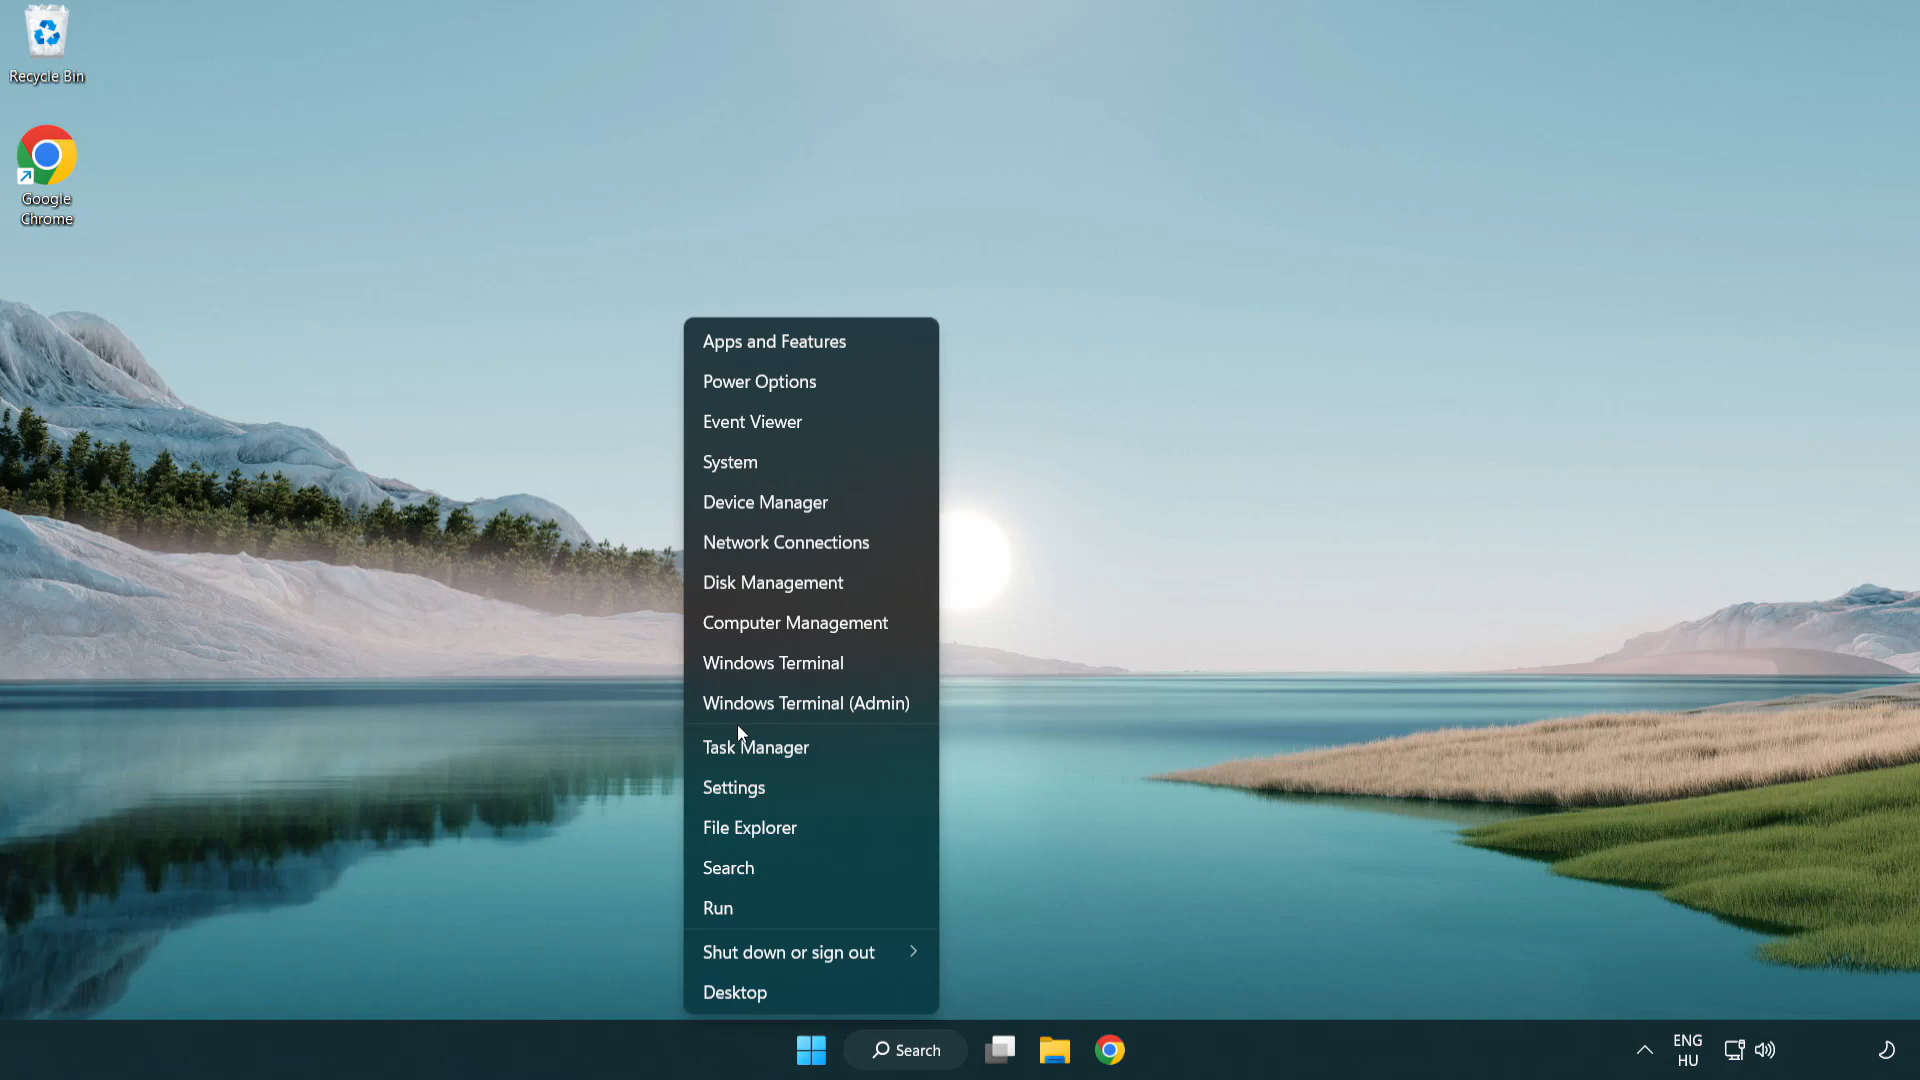 Recycle Bin
Google
Chrome
Apps and Features
Power Options
Event Viewer
System
Device Manager
Network Connections
Disk Management
Computer Management
Windows Terminal
Windows Terminal (Admin)
Task Manager
Settings
File Explorer
Search
Run
Shut down or sign out
Desktop
Search
ENG
HU